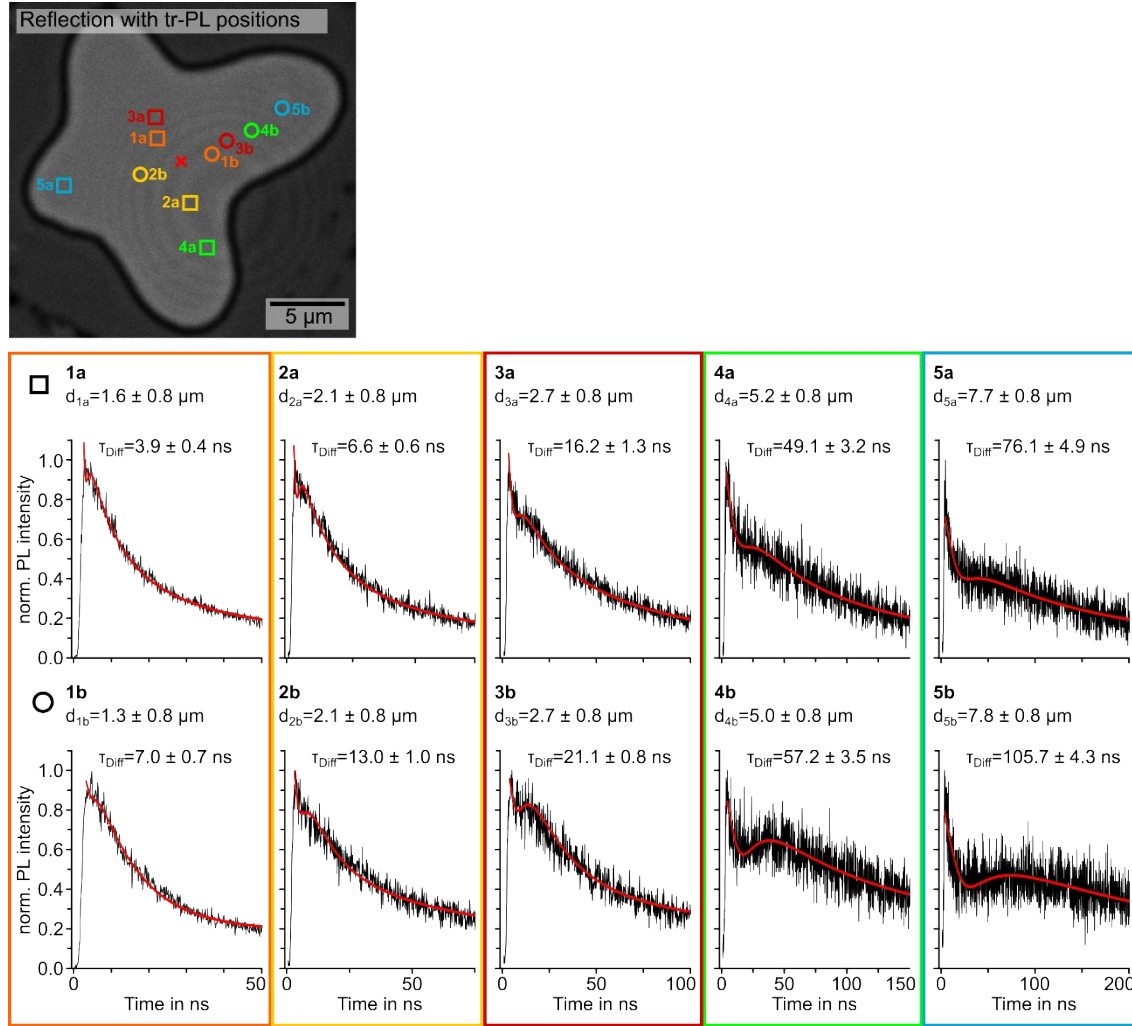 Reflection with tr-PL positions
3a
1a
5b
4b
3b
1b
2b
5a
2a
4a
5 µm
1a
d1a=1.6 ± 0.8 µm
τDiff=3.9 ± 0.4 ns
2a
d2a=2.1 ± 0.8 µm
τDiff=6.6 ± 0.6 ns
3a
d3a=2.7 ± 0.8 µm
τDiff=16.2 ± 1.3 ns
4a
d4a=5.2 ± 0.8 µm
τDiff=49.1 ± 3.2 ns
5a
d5a=7.7 ± 0.8 µm
τDiff=76.1 ± 4.9 ns
norm. PL intensity
1.0
0.8
0.6
0.4
0.2
0.0
1b
d1b=1.3 ± 0.8 µm
τDiff=7.0 ± 0.7 ns
2b
d2b=2.1 ± 0.8 µm
τDiff=13.0 ± 1.0 ns
3b
d3b=2.7 ± 0.8 µm
τDiff=21.1 ± 0.8 ns
4b
d4b=5.0 ± 0.8 µm
τDiff=57.2 ± 3.5 ns
5b
d5b=7.8 ± 0.8 µm
τDiff=105.7 ± 4.3 ns
norm. PL intensity
1.0
0.8
0.6
0.4
0.2
0.0
0 50
Time in ns
0 25 50
Time in ns
0 50 100
Time in ns
0 50 100 150
Time in ns
0 100 200
Time in ns